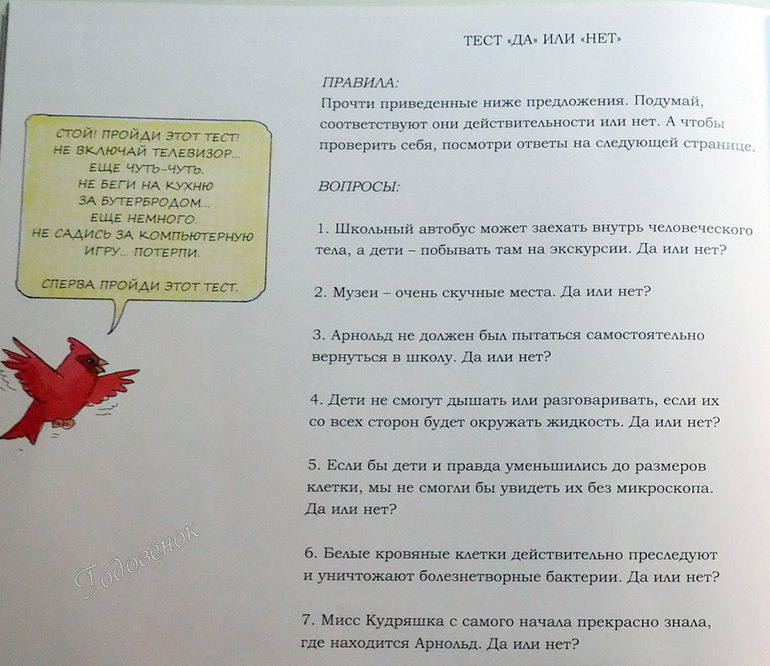 ТЕСТ «ДА» ИЛИ «НЕТ»
ПРАВИЛА:
Прочти приведенные ниже предложения. Подумай,
соответствуют они действительности или нет. А чтобы
проверить себя, посмотри ответы на следующей странице.
СТОЙ! ПРОЙДИ ЭТОТ ТЕСТ!
НЕ ВКЛЮЧАЙ ТЕЛЕВИЗОР...
ЕЩЕ ЧУТЬ-ЧУТЬ.
НЕ БЕГИ НА КУХНЮ
ЗА БУТЕРБРОДОМ...
ЕЩЕ НЕМНОГО.
НЕ САДИСЬ ЗА КОМПЬЮТЕРНУЮ
ИГРУ... ПОТЕРПИ.
СПЕРВА ПРОЙДИ ЭТОТ ТЕСТ.
ВОПРОСЫ:
1. Школьный автобус может заехать внутрь человеческого
тела, а дети – побывать там на экскурсии. Да или нет?
2. Музеи – очень скучные места. Да или нет?
3. Арнольд не должен был пытаться самостоятельно
вернуться в школу. Да или нет?
4. Дети не смогут дышать или разговаривать, если их
со всех сторон будет окружать жидкость. Да или нет?
5. Если бы дети и правда уменьшились до размеров
клетки, мы не смогли бы увидеть их без микроскопа.
Да или нет?
6. Белые кровяные клетки действительно преследуют
и уничтожают болезнетворные бактерии. Да или нет?
7. Мисс Кудряшка с самого начала прекрасно знала,
где находится Арнольд. Да или нет?
Годовёнок